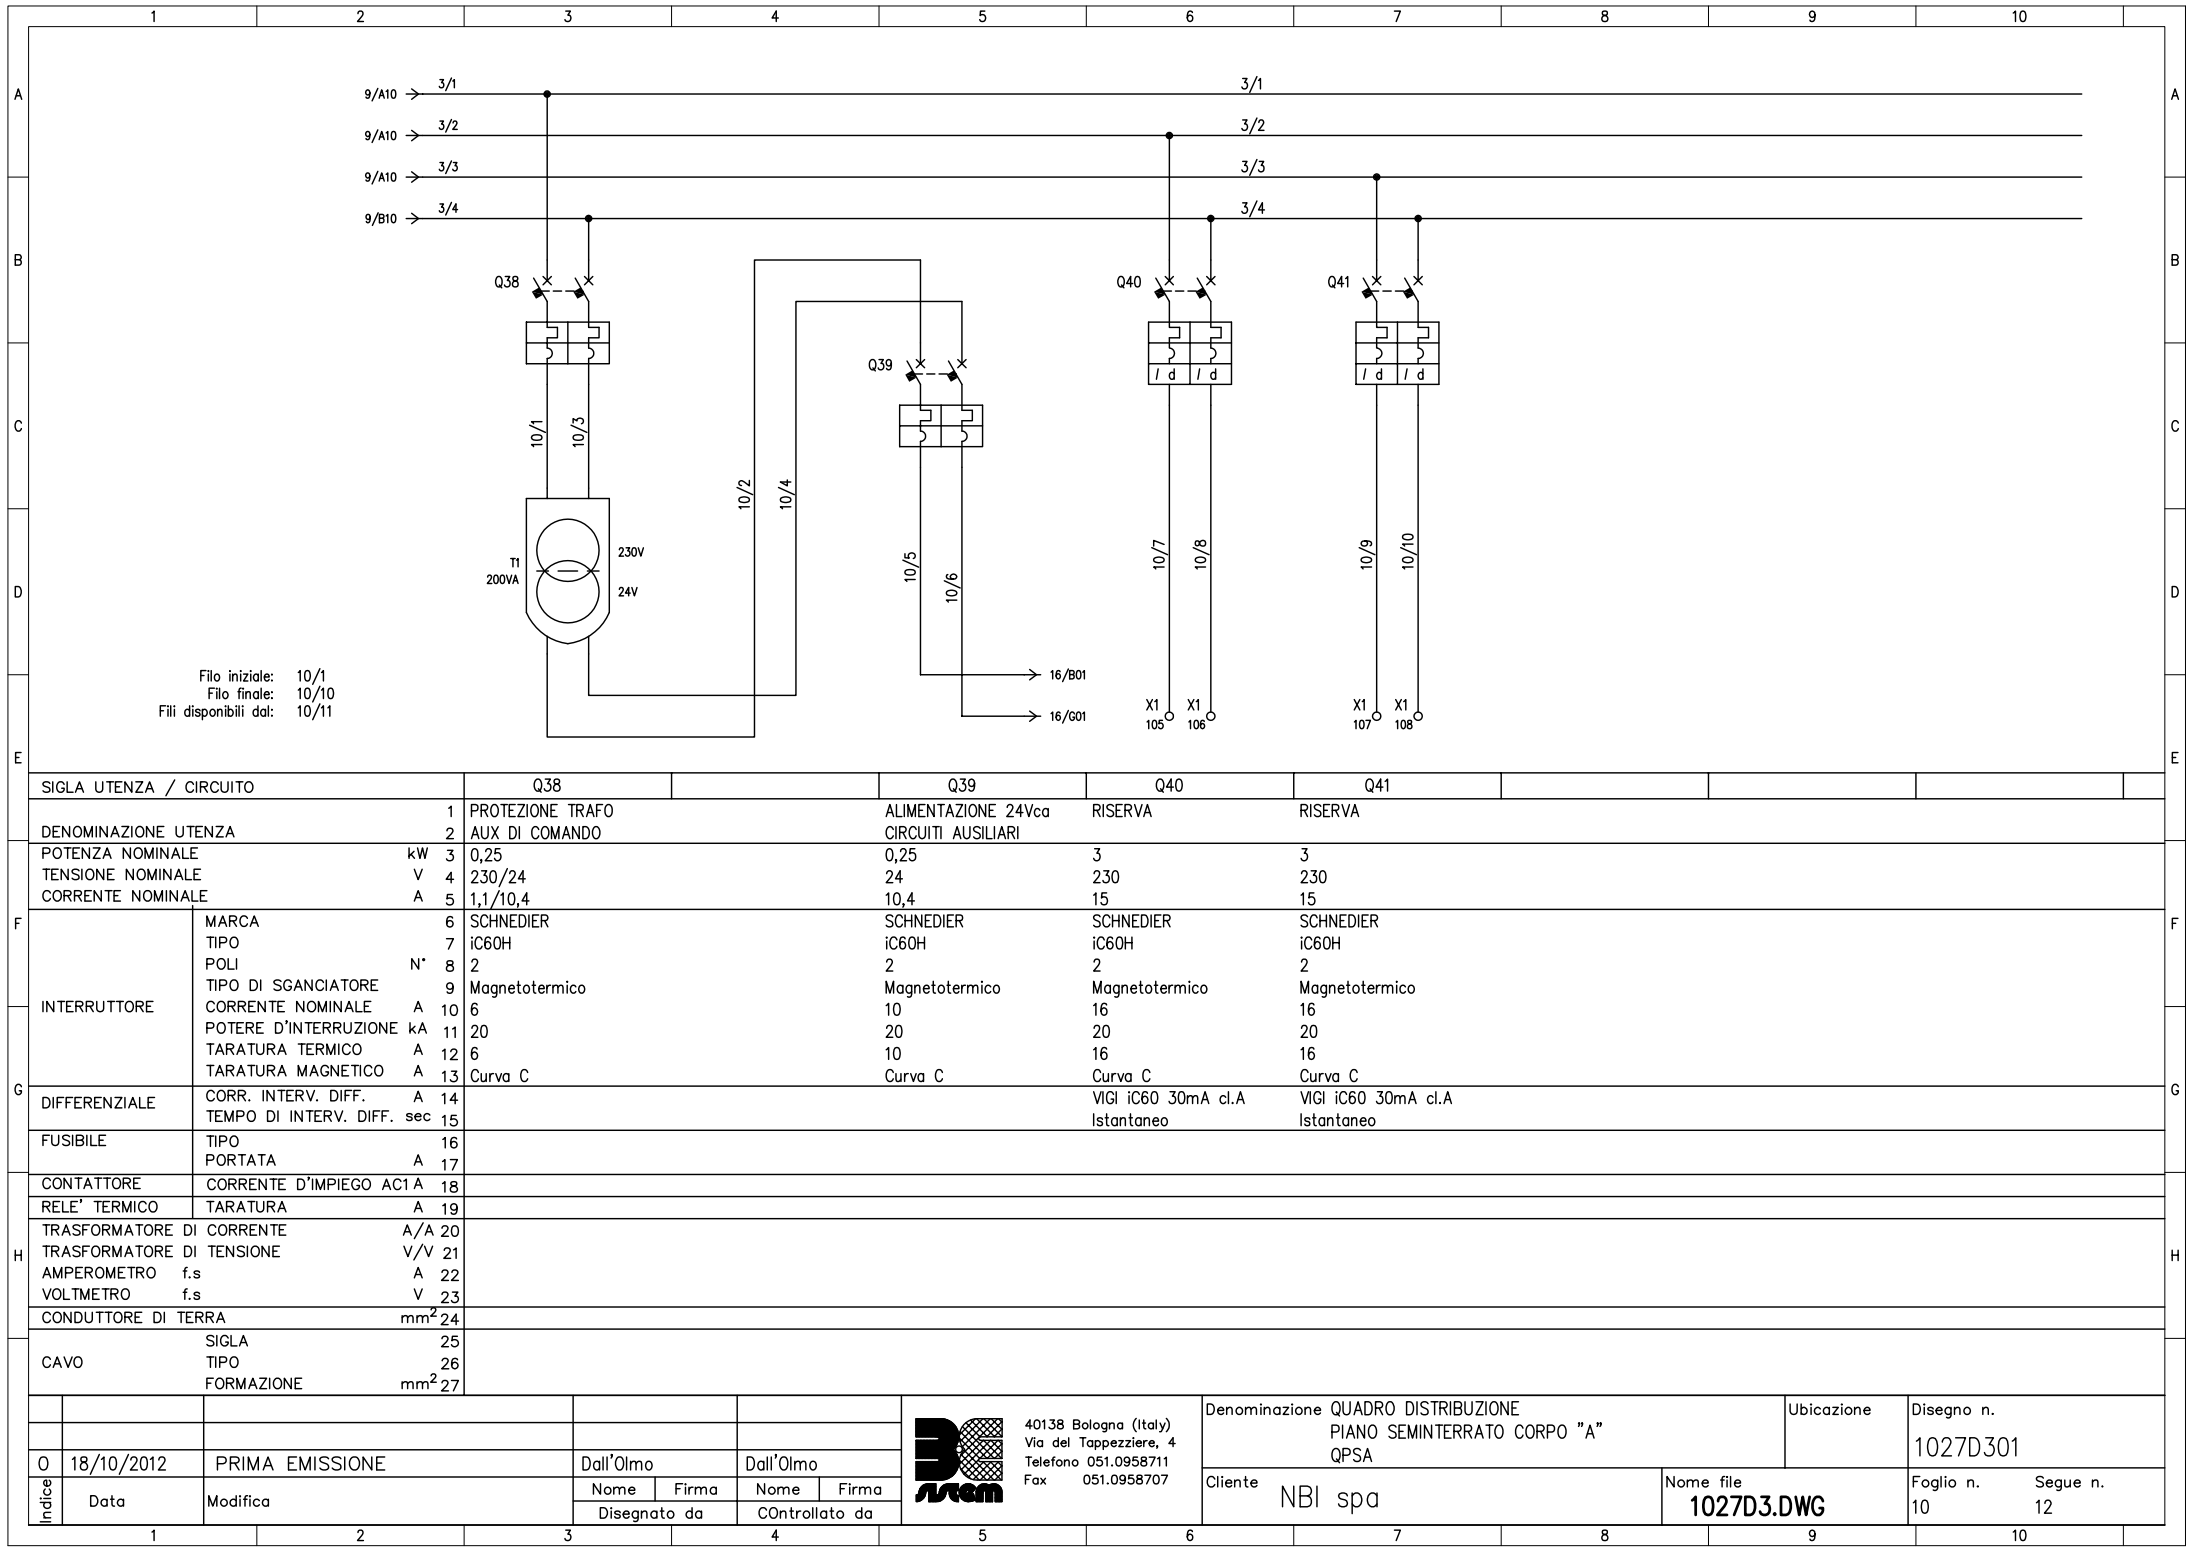 1 2 3 4 5 6 7 8 9 10
A A
9/A10 3/1 3/1
9/A10 3/2 3/2
9/A10 3/3 3/3
9/B10 3/4 3/4
B B
Q38 Q40 Q41
Q39
I d I d I d I d
C C
10/1 10/3
10/2 10/4
10/5 10/6 10/7 10/8 10/9 10/10
T1
200VA
230V
24V
D D
Filo iniziale: 10/1
Filo finale: 10/10
Fili disponibili dal: 10/11
16/B01
16/G01
X1 X1 X1 X1
105 106 107 108
E E
SIGLA UTENZA / CIRCUITO Q38 Q39 Q40 Q41
1 PROTEZIONE TRAFO ALIMENTAZIONE 24Vca RISERVA RISERVA
DENOMINAZIONE UTENZA 2 AUX DI COMANDO CIRCUITI AUSILIARI
POTENZA NOMINALE kW 3 0,25 0,25 3 3
TENSIONE NOMINALE V 4 230/24 24 230 230
CORRENTE NOMINALE A 5 1,1/10,4 10,4 15 15
F F
MARCA 6 SCHNEDIER SCHNEDIER SCHNEDIER SCHNEDIER
TIPO 7 iC60H iC60H iC60H iC60H
POLI N° 8 2 2 2 2
TIPO DI SGANCIATORE 9 Magnetotermico Magnetotermico Magnetotermico Magnetotermico
INTERRUTTORE CORRENTE NOMINALE A 10 6 10 16 16
POTERE D'INTERRUZIONE kA 11 20 20 20 20
TARATURA TERMICO A 12 6 10 16 16
TARATURA MAGNETICO A 13 Curva C Curva C Curva C Curva C
G G
DIFFERENZIALE CORR. INTERV. DIFF. A 14 VIGI iC60 30mA cl.A VIGI iC60 30mA cl.A
TEMPO DI INTERV. DIFF. sec 15 Istantaneo Istantaneo
FUSIBILE TIPO 16
PORTATA A 17
CONTATTORE CORRENTE D'IMPIEGO AC1 A 18
RELE' TERMICO TARATURA A 19
TRASFORMATORE DI CORRENTE A/A 20
TRASFORMATORE DI TENSIONE V/V 21
H H
AMPEROMETRO f.s A 22
VOLTMETRO f.s V 23
CONDUTTORE DI TERRA mm2 24
SIGLA 25
CAVO TIPO 26
FORMAZIONE mm2 27
0 18/10/2012 PRIMA EMISSIONE Dall'Olmo Dall'Olmo
Indice Data Modifica Nome Firma Nome Firma
Disegnato da COntrollato da
BE
sistem
40138 Bologna (Italy)
Via del Tappezziere, 4
Telefono 051.0958711
Fax 051.0958707
Denominazione QUADRO DISTRIBUZIONE
PIANO SEMINTERRATO CORPO "A"
QPSA
Ubicazione
Disegno n.
1027D301
Cliente NBI spa
Nome file
1027D3.DWG
Foglio n. Segue n.
10 12
1 2 3 4 5 6 7 8 9 10